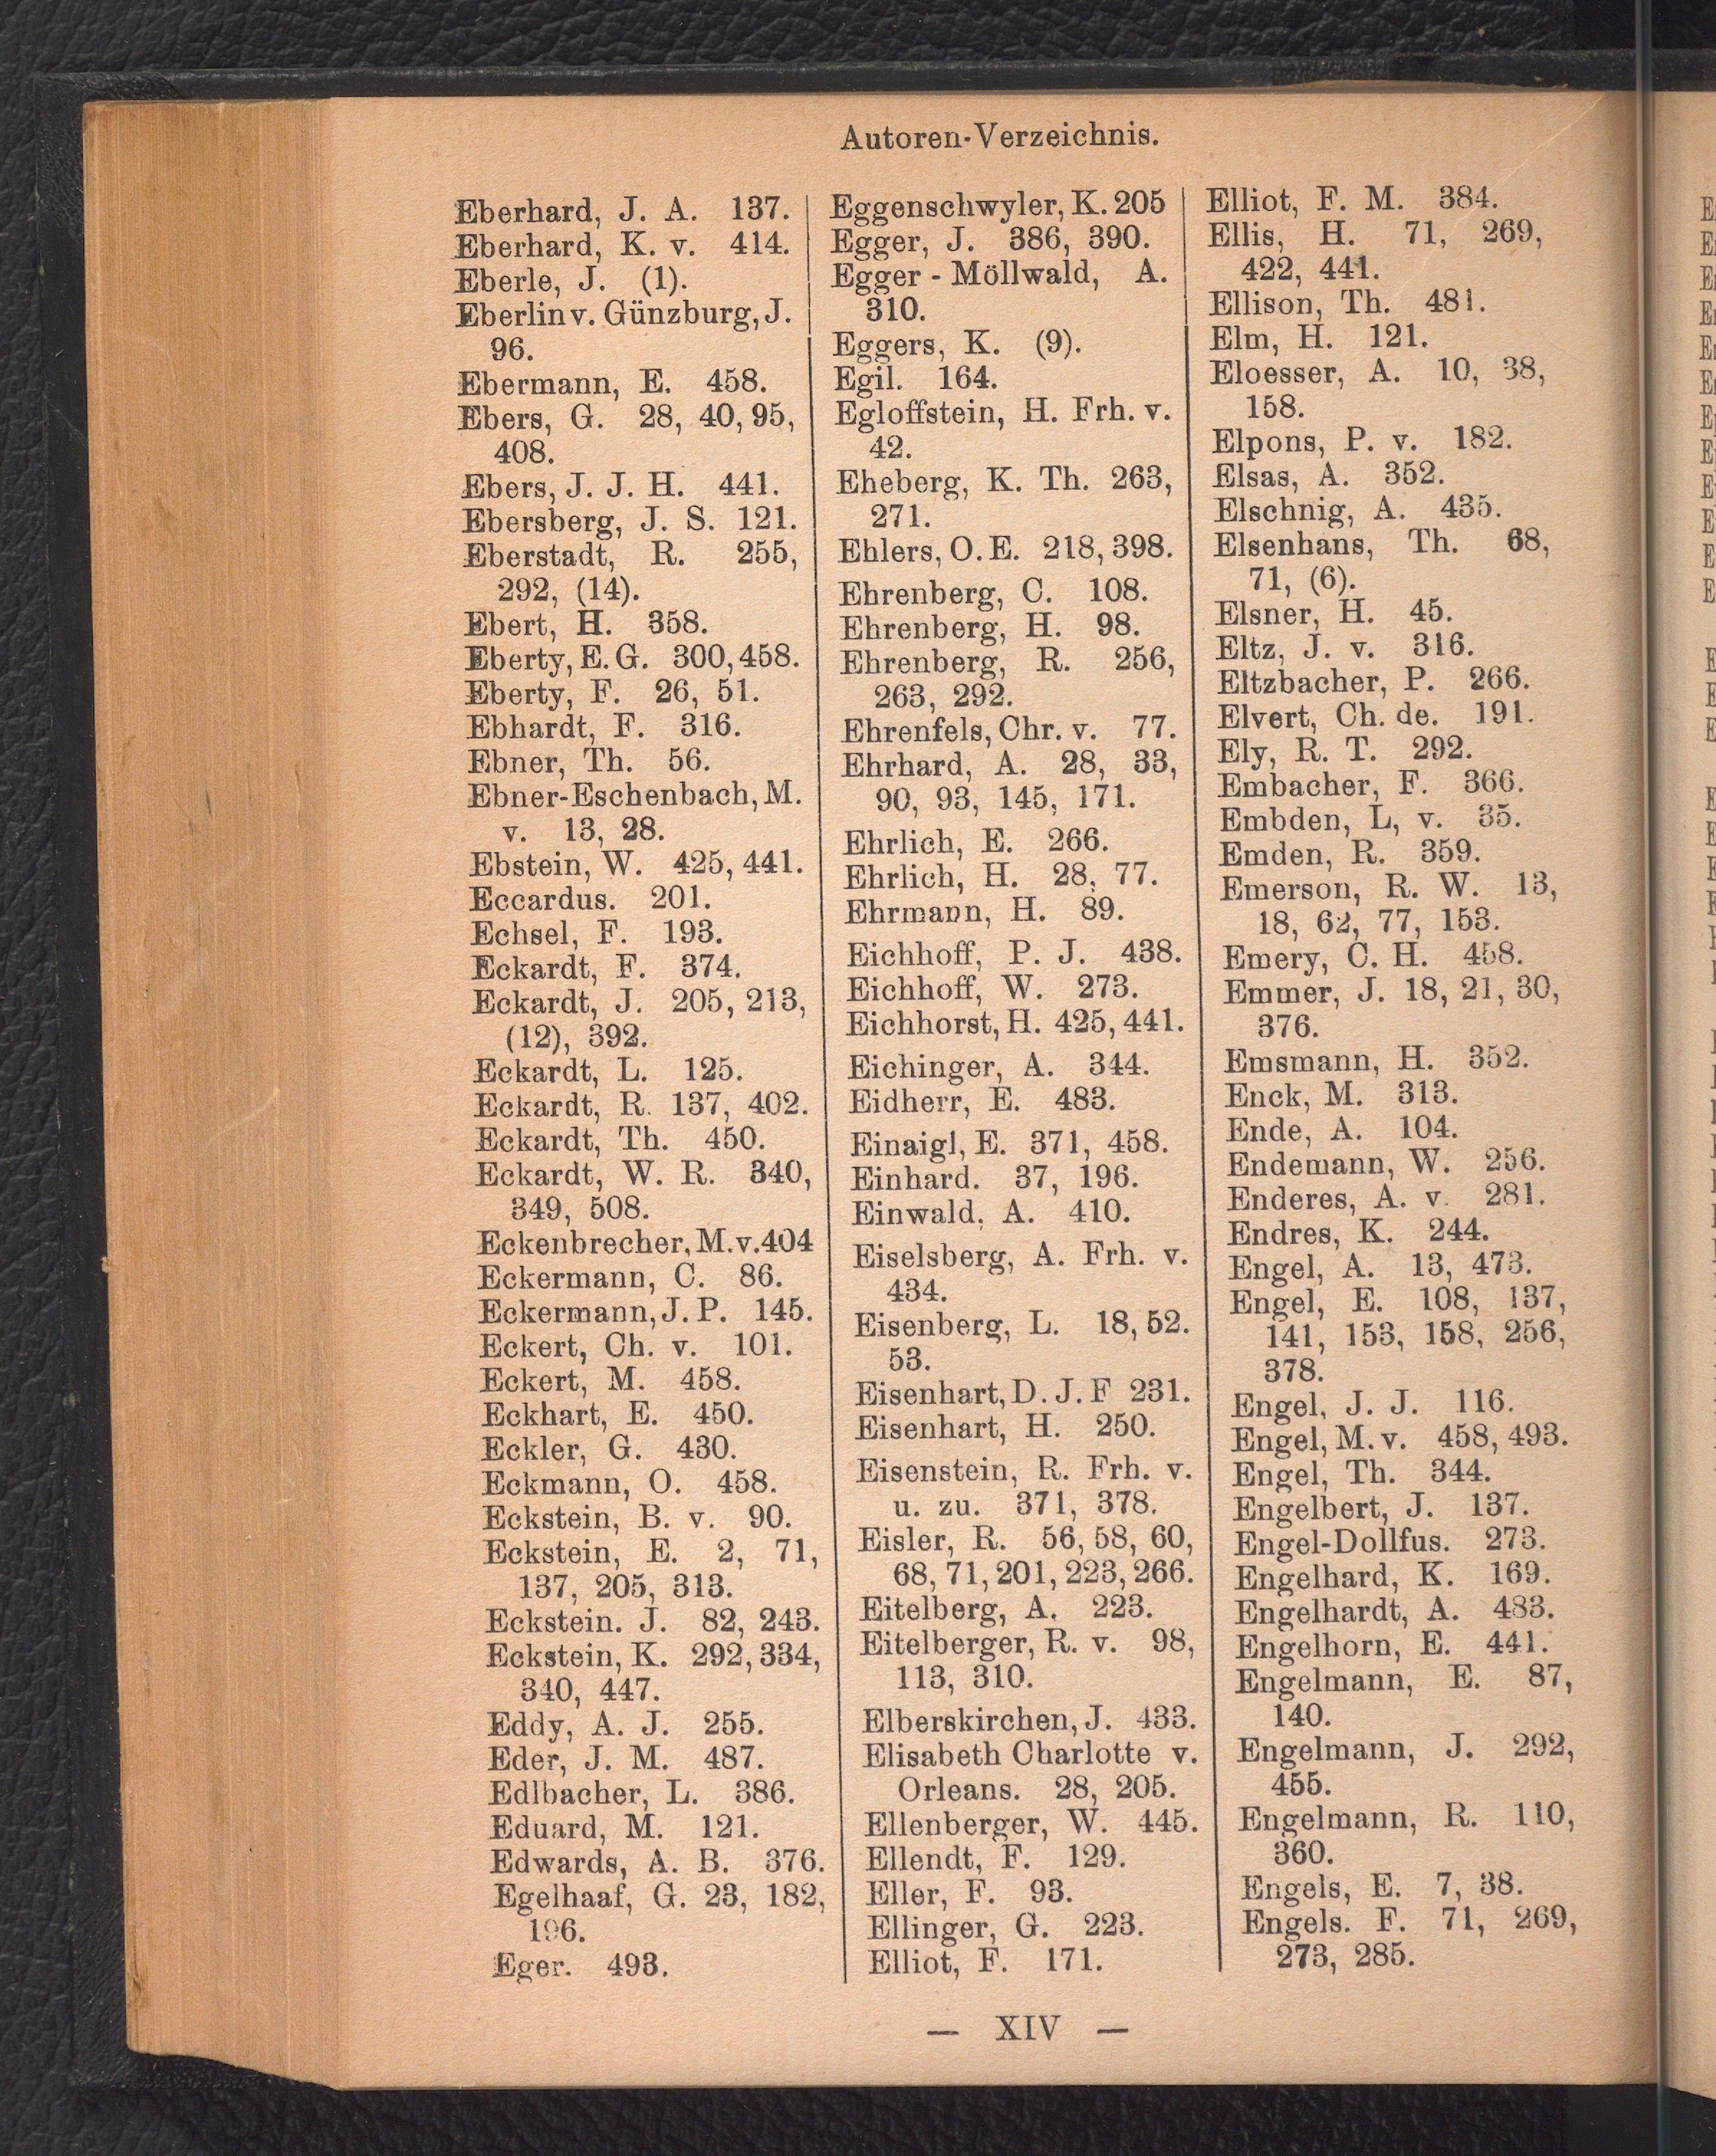 Autoren-Verzeichnis.
Eberhard, J. A. 137.
Eberhard, K. v. 414.
Eberle, J. (1).
Eberlin v. Günzburg, J.
96.
Ebermann, E. 458.
Ebers, G. 28, 40, 95,
408.
Ebers, J. J. H. 441.
Ebersberg, J. S. 121.
Eberstadt, R. 255,
292, (14).
Ebert, H. 358.
Eberty, E. G. 300, 458.
Eberty, F. 26, 51.
Ebhardt, F. 316.
Ebner, Th. 56.
Ebner-Eschenbach, M.
v. 13, 28.
Ebstein, W. 425, 441.
Eccardus. 201.
Echsel, F. 193.
Eckardt, F. 374.
Eckardt, J. 205, 213,
(12), 392.
Eckardt, L. 125.
Eckardt, R. 137, 402.
Eckardt, Th. 450.
Eckardt, W. R. 340,
349, 508.
Eckenbrecher, M. v. 404
Eckermann, C. 86.
Eckermann, J. P. 145.
Eckert, Ch. v. 101.
Eckert, M. 458.
Eckhart, E. 450.
Eckler, G. 430.
Eckmann, O. 458.
Eckstein, B. v. 90.
Eckstein, E. 2, 71,
137, 205, 313.
Eckstein. J. 82, 243.
Eckstein, K. 292, 334,
340, 447.
Eddy, A. J. 255.
Eder, J. M. 487.
Edlbacher, L. 386.
Eduard, M. 121.
Edwards, A. B. 376.
Egelhaaf, G. 23, 182,
196.
Eger. 493.
Eggenschwyler, K. 205
Egger, J. 386, 390.
Egger - Möllwald, A.
310.
Eggers, K. (9).
Egil. 164.
Egloffstein, H. Frh. v.
42.
Eheberg, K. Th. 263,
271.
Ehlers, O. E. 218, 398.
Ehrenberg, C. 108.
Ehrenberg, H. 98.
Ehrenberg, R. 256,
263, 292.
Ehrenfels, Chr. v. 77.
Ehrhard, A. 28, 33,
90, 93, 145, 171.
Ehrlich, E. 266.
Ehrlich, H. 28, 77.
Ehrmann, H. 89.
Eichhoff, P. J. 438.
Eichhoff, W. 273.
Eichhorst, H. 425, 441.
Eichinger, A. 344.
Eidherr, E. 483.
Einaigl, E. 371, 458.
Einhard. 37, 196.
Einwald, A. 410.
Eiselsberg, A. Frh. v.
434.
Eisenberg, L. 18, 52.
53.
Eisenhart, D. J. F 231.
Eisenhart, H. 250.
Eisenstein, R. Frh. v.
u. zu. 371, 378.
Eisler, R. 56, 58, 60,
68, 71, 201, 223, 266.
Eitelberg, A. 223.
Eitelberger, R. v. 98,
113, 310.
Elberskirchen, J. 433.
Elisabeth Charlotte v.
Orleans. 28, 205.
Ellenberger, W. 445.
Ellendt, F. 129.
Eller, F. 93.
Ellinger, G. 223.
Elliot, F. 171.
Elliot, F. M. 384.
Ellis, H. 71, 269,
422, 441.
Ellison, Th. 481.
Elm, H. 121.
Eloesser, A. 10, 38,
158.
Elpons, P. v. 182.
Elsas, A. 352.
Elschnig, A. 435.
Elsenhans, Th. 68,
71, (6).
Elsner, H. 45.
Eltz, J. v. 316.
Eltzbacher, P. 266.
Elvert, Ch. de. 191.
Ely, R. T. 292.
Embacher, F. 366.
Embden, L, v. 35.
Emden, R. 359.
Emerson, R. W. 13,
18, 62, 77, 153.
Emery, C. H. 458.
Emmer, J. 18, 21, 30,
376.
Emsmann, H. 352.
Enck, M. 313.
Ende, A. 104.
Endemann, W. 256.
Enderes, A. v. 281.
Endres, K. 244.
Engel, A. 13, 473.
Engel, E. 108, 137,
141, 153, 158, 256,
378.
Engel, J. J. 116.
Engel, M. v. 458, 493.
Engel, Th. 344.
Engelbert, J. 137.
Engel-Dollfus. 273.
Engelhard, K. 169.
Engelhardt, A. 483.
Engelhorn, E. 441.
Engelmann, E. 87,
140.
Engelmann, J. 292,
455.
Engelmann, R. 110,
360.
Engels, E. 7, 38.
Engels. F. 71, 269,
273, 285.
— XIV —